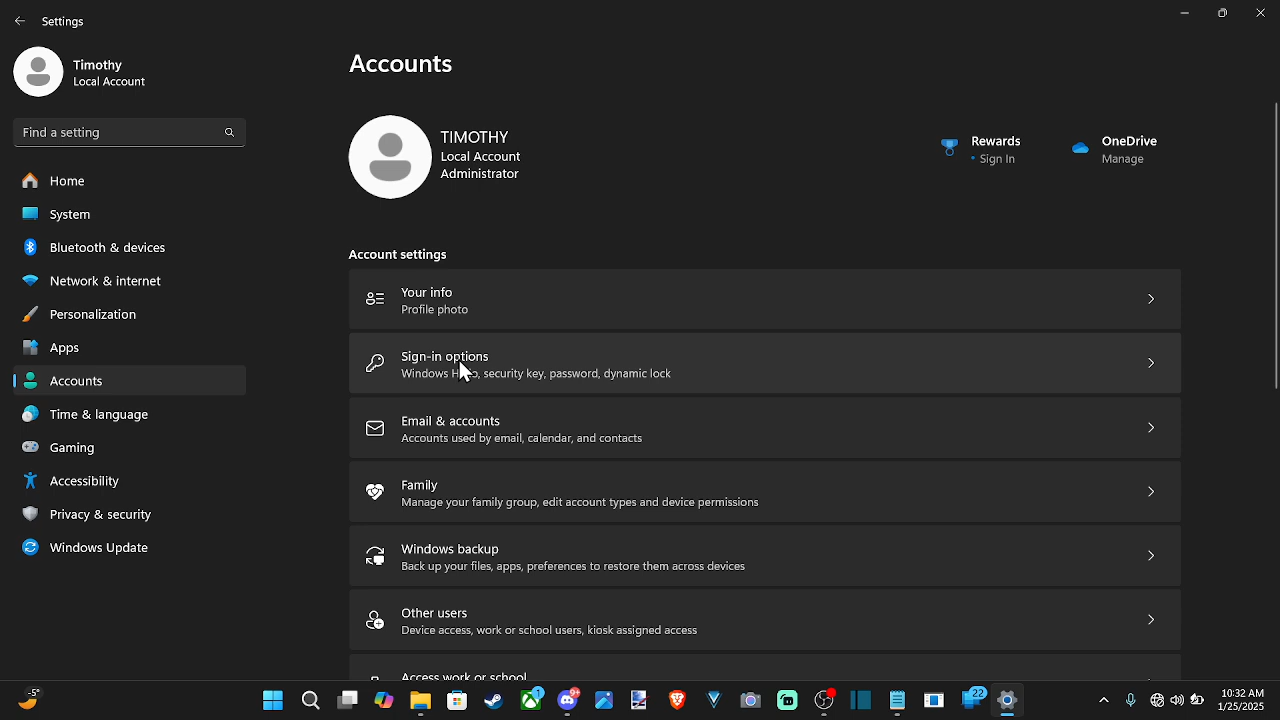 Settings
Timothy
Local Account
Find a setting
Home
System
Bluetooth & devices
Network & internet
Personalization
Apps
Accounts
Time & language
Gaming
Accessibility
Privacy & security
Windows Update
Accounts
TIMOTHY
Local Account
Administrator
Rewards
Sign In
OneDrive
Manage
Account settings
Your info
Profile photo
Sign-in options
Windows , security key, password, dynamic lock
Email & accounts
Accounts used by email, calendar, and contacts
Family
Manage your family group, edit account types and device permissions
Windows backup
Back up your files, apps, preferences to restore them across devices
Other users
Device access, work or school users, kiosk assigned access
Access work or school
5°
1
9+
22
10:32 AM
1/25/2025